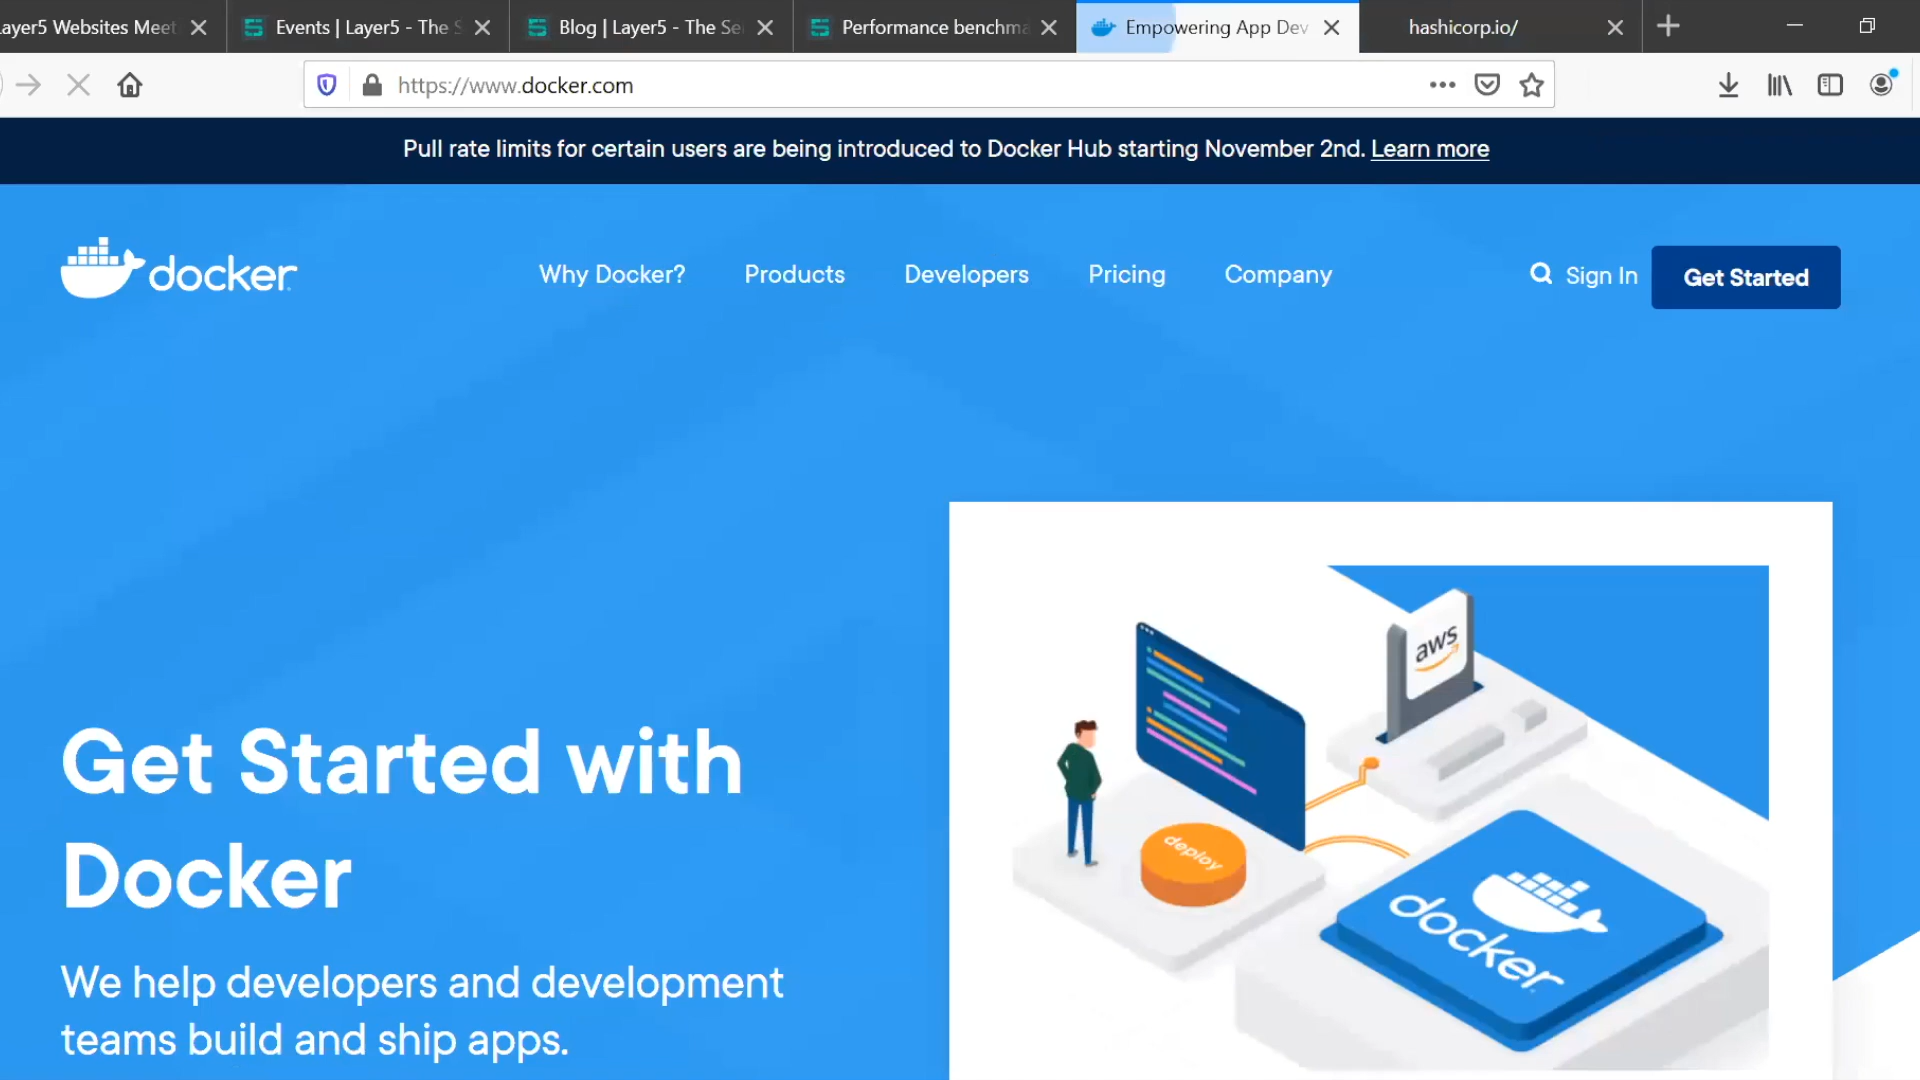 ayer5 Websites Meet
Events | Layer5 - The S
Blog | Layer5 - The Se
Performance benchma
Empowering App Dev
hashicorp.io/
https://www.docker.com
Pull rate limits for certain users are being introduced to Docker Hub starting November 2nd. Learn more
docker
Why Docker?
Products
Developers
Pricing
Company
Sign In
Get Started
Get Started with
Docker
We help developers and development
teams build and ship apps.
aws
deploy
docker